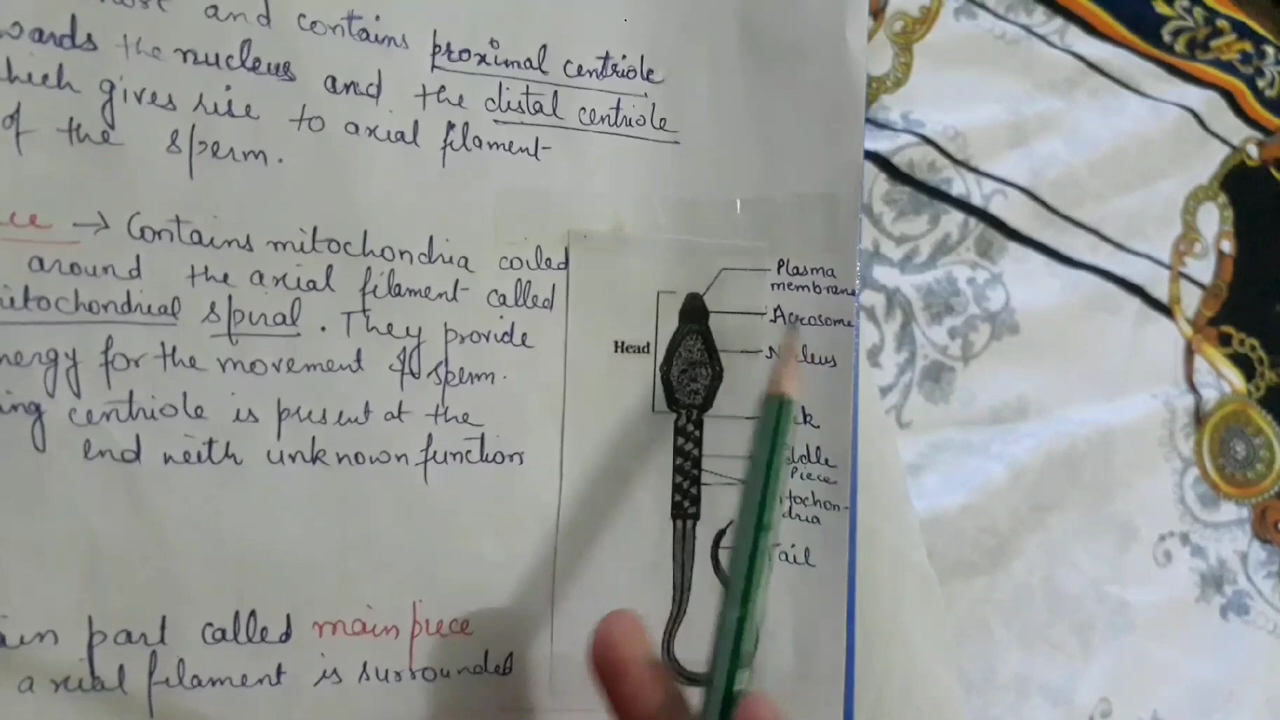 and contains proximal centriole
wards the nucleus and the distal centriole
which gives rise to axial filament
of the sperm.
→ Contains mitochondria coiled
around the axial filament called
mitochondrial spiral. They provide
energy for the movement of sperm.
centriole is present at the
end with unknown function
part called main piece
axial filament is surrounded
Plasma
membrane
Acrosome
Head
Tail